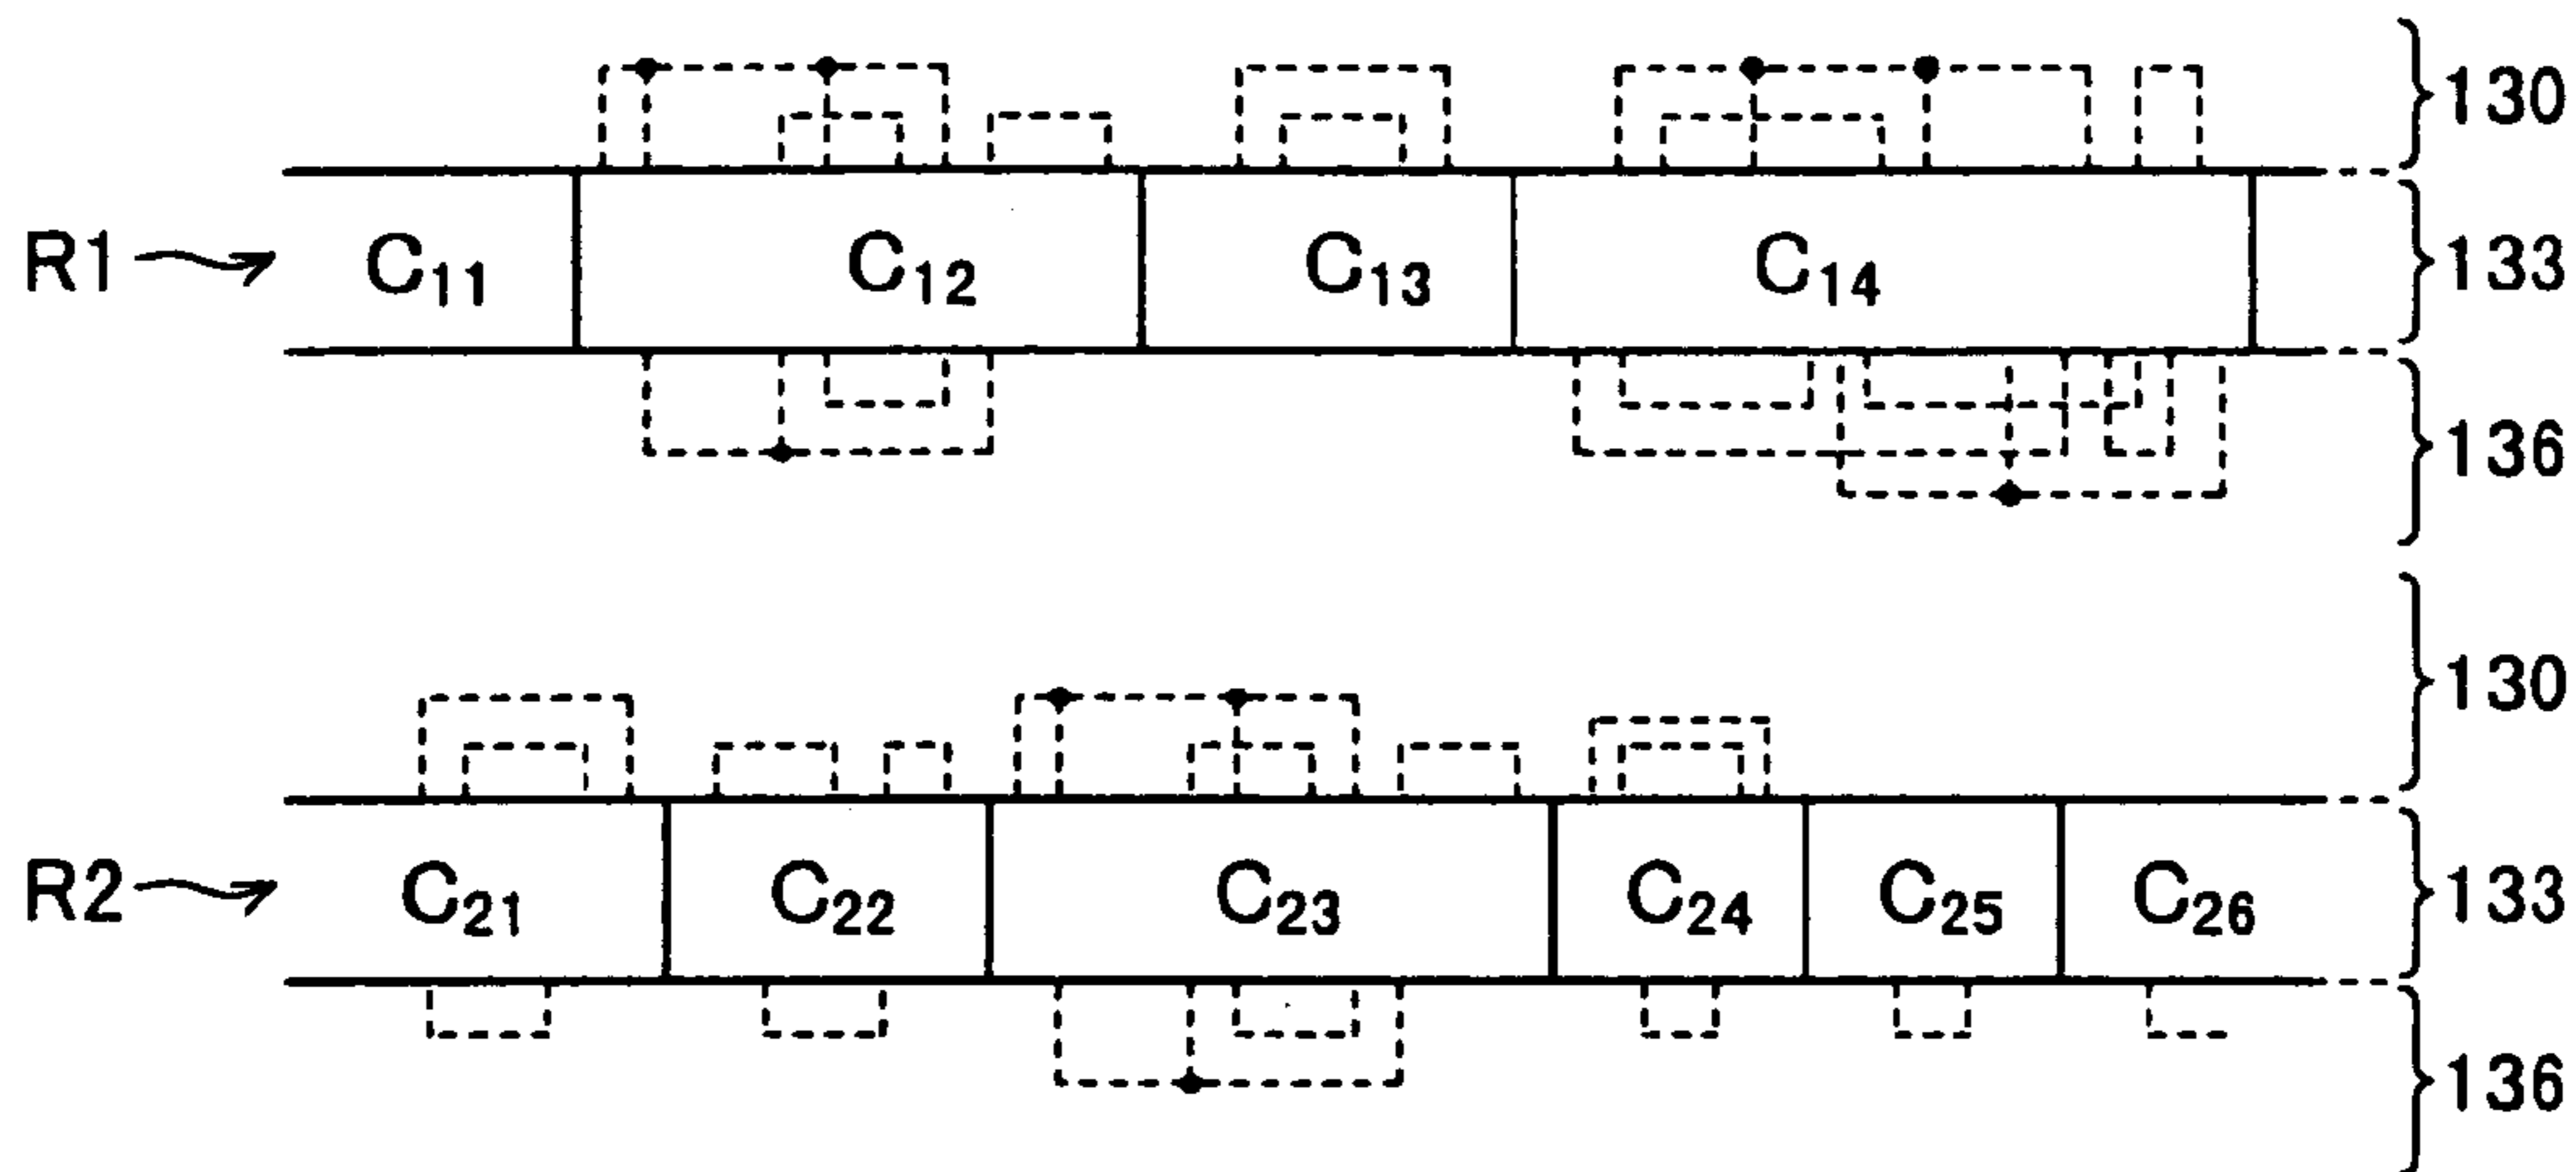 130
R1 C₁₁ C₁₂ C₁₃ C₁₄ 133
136
130
R2 C₂₁ C₂₂ C₂₃ C₂₄ C₂₅ C₂₆ 133
136